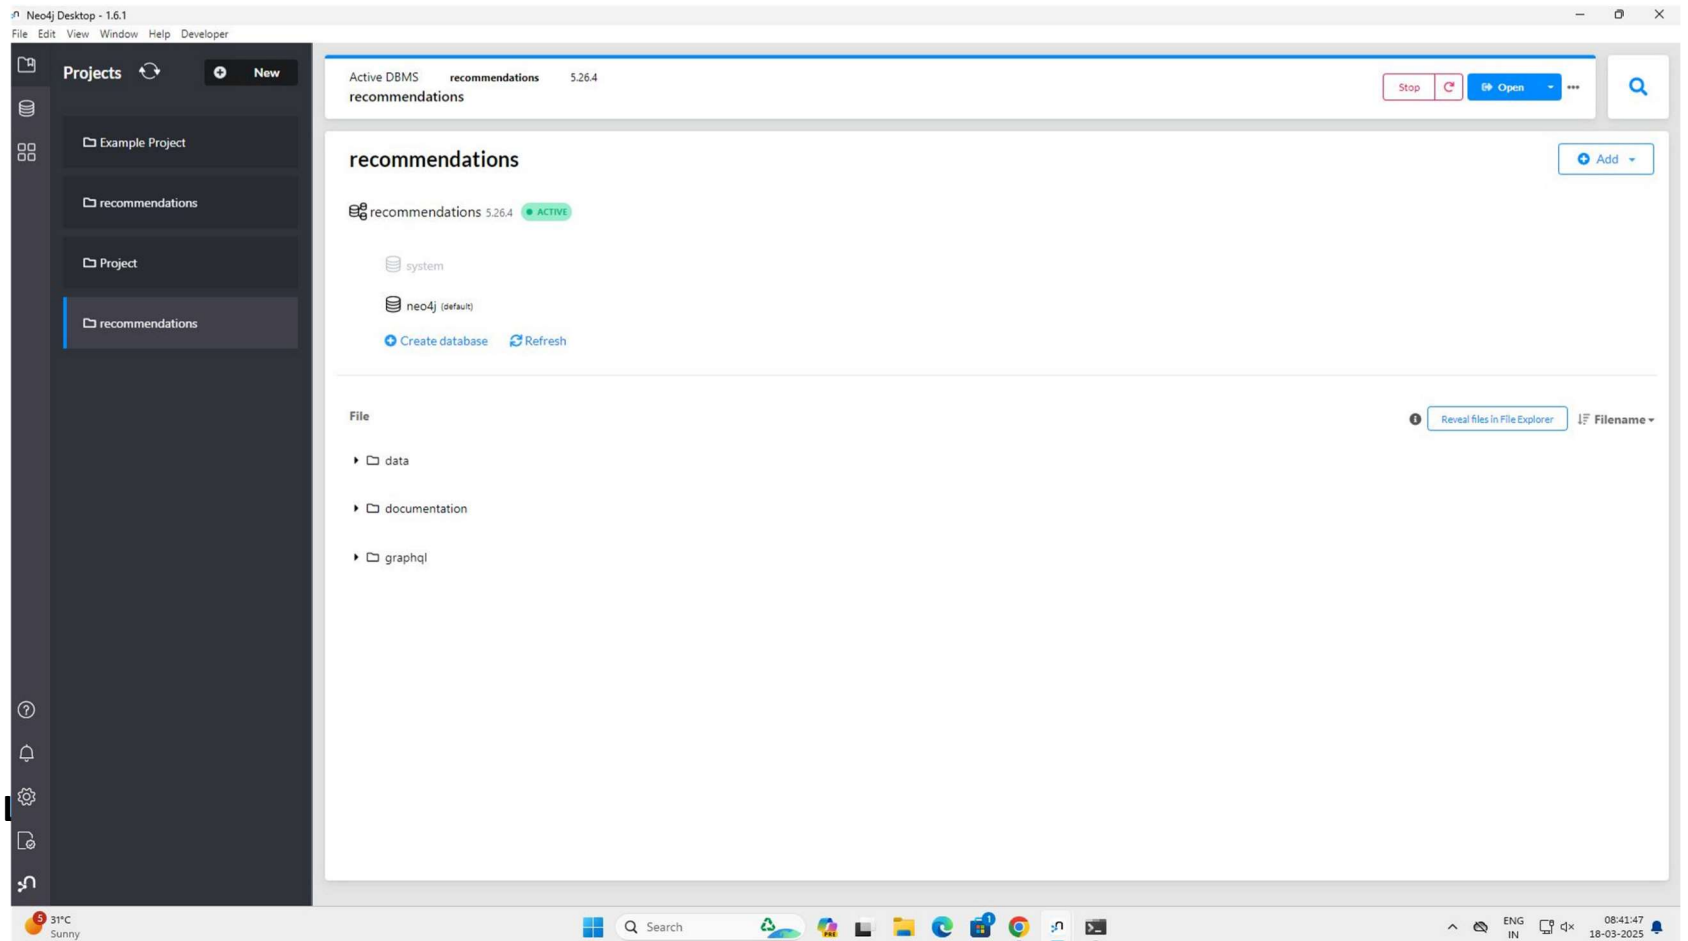 Neo4j Desktop - 1.6.1
File Edit View Window Help Developer
Projects
New
Example Project
recommendations
Project
recommendations
Active DBMS recommendations 5.26.4
recommendations
Stop
Open
recommendations
Add
recommendations 5.26.4 ACTIVE
system
neo4j (default)
Create database Refresh
File
Reveal files in File Explorer
Filename
data
documentation
graphql
5
31°C
Sunny
Search
PRE
1
ENG
IN
08:41:47
18-03-2025